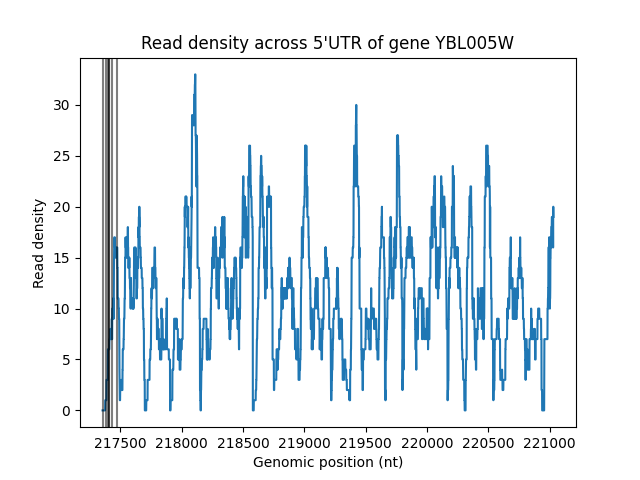 Read density across 5'UTR of gene YBL005W
30
25
20
15
10
5
0
Read density
217500 218000 218500 219000 219500 220000 220500 221000
Genomic position (nt)